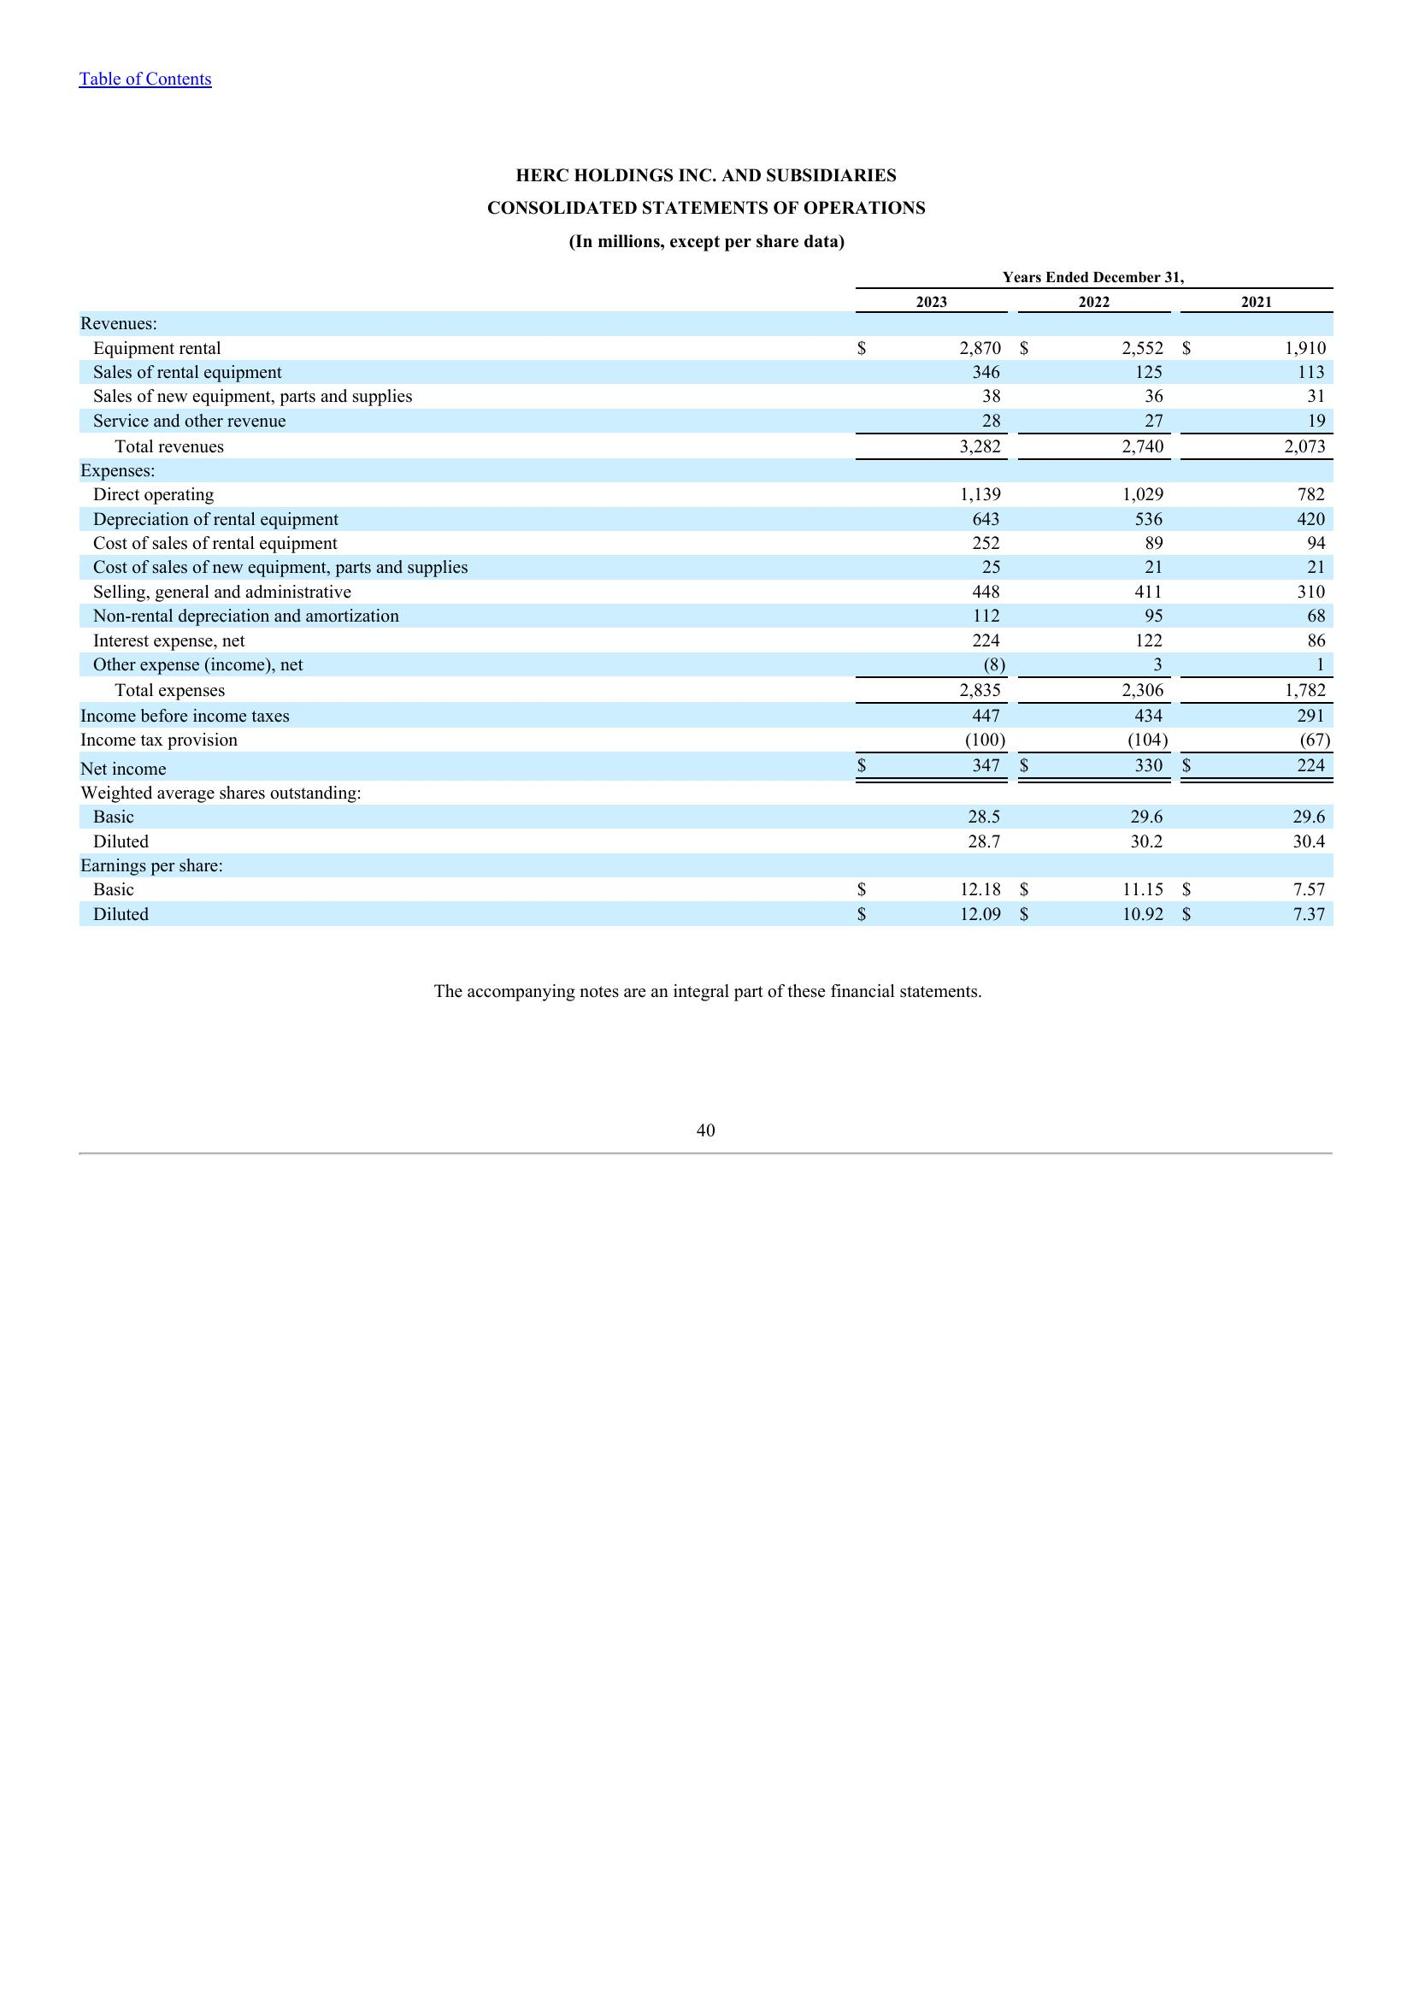 Table of Contents
HERC HOLDINGS INC. AND SUBSIDIARIES
CONSOLIDATED STATEMENTS OF OPERATIONS
(In millions, except per share data)
Years Ended December 31,
2023 2022 2021
Revenues:
Equipment rental $ 2,870 $ 2,552 $ 1,910
Sales of rental equipment 346 125 113
Sales of new equipment, parts and supplies 38 36 31
Service and other revenue 28 27 19
Total revenues 3,282 2,740 2,073
Expenses:
Direct operating 1,139 1,029 782
Depreciation of rental equipment 643 536 420
Cost of sales of rental equipment 252 89 94
Cost of sales of new equipment, parts and supplies 25 21 21
Selling, general and administrative 448 411 310
Non-rental depreciation and amortization 112 95 68
Interest expense, net 224 122 86
Other expense (income), net (8) 3 1
Total expenses 2,835 2,306 1,782
Income before income taxes 447 434 291
Income tax provision (100) (104) (67)
Net income $ 347 $ 330 $ 224
Weighted average shares outstanding:
Basic 28.5 29.6 29.6
Diluted 28.7 30.2 30.4
Earnings per share:
Basic $ 12.18 $ 11.15 $ 7.57
Diluted $ 12.09 $ 10.92 $ 7.37
The accompanying notes are an integral part of these financial statements.
40